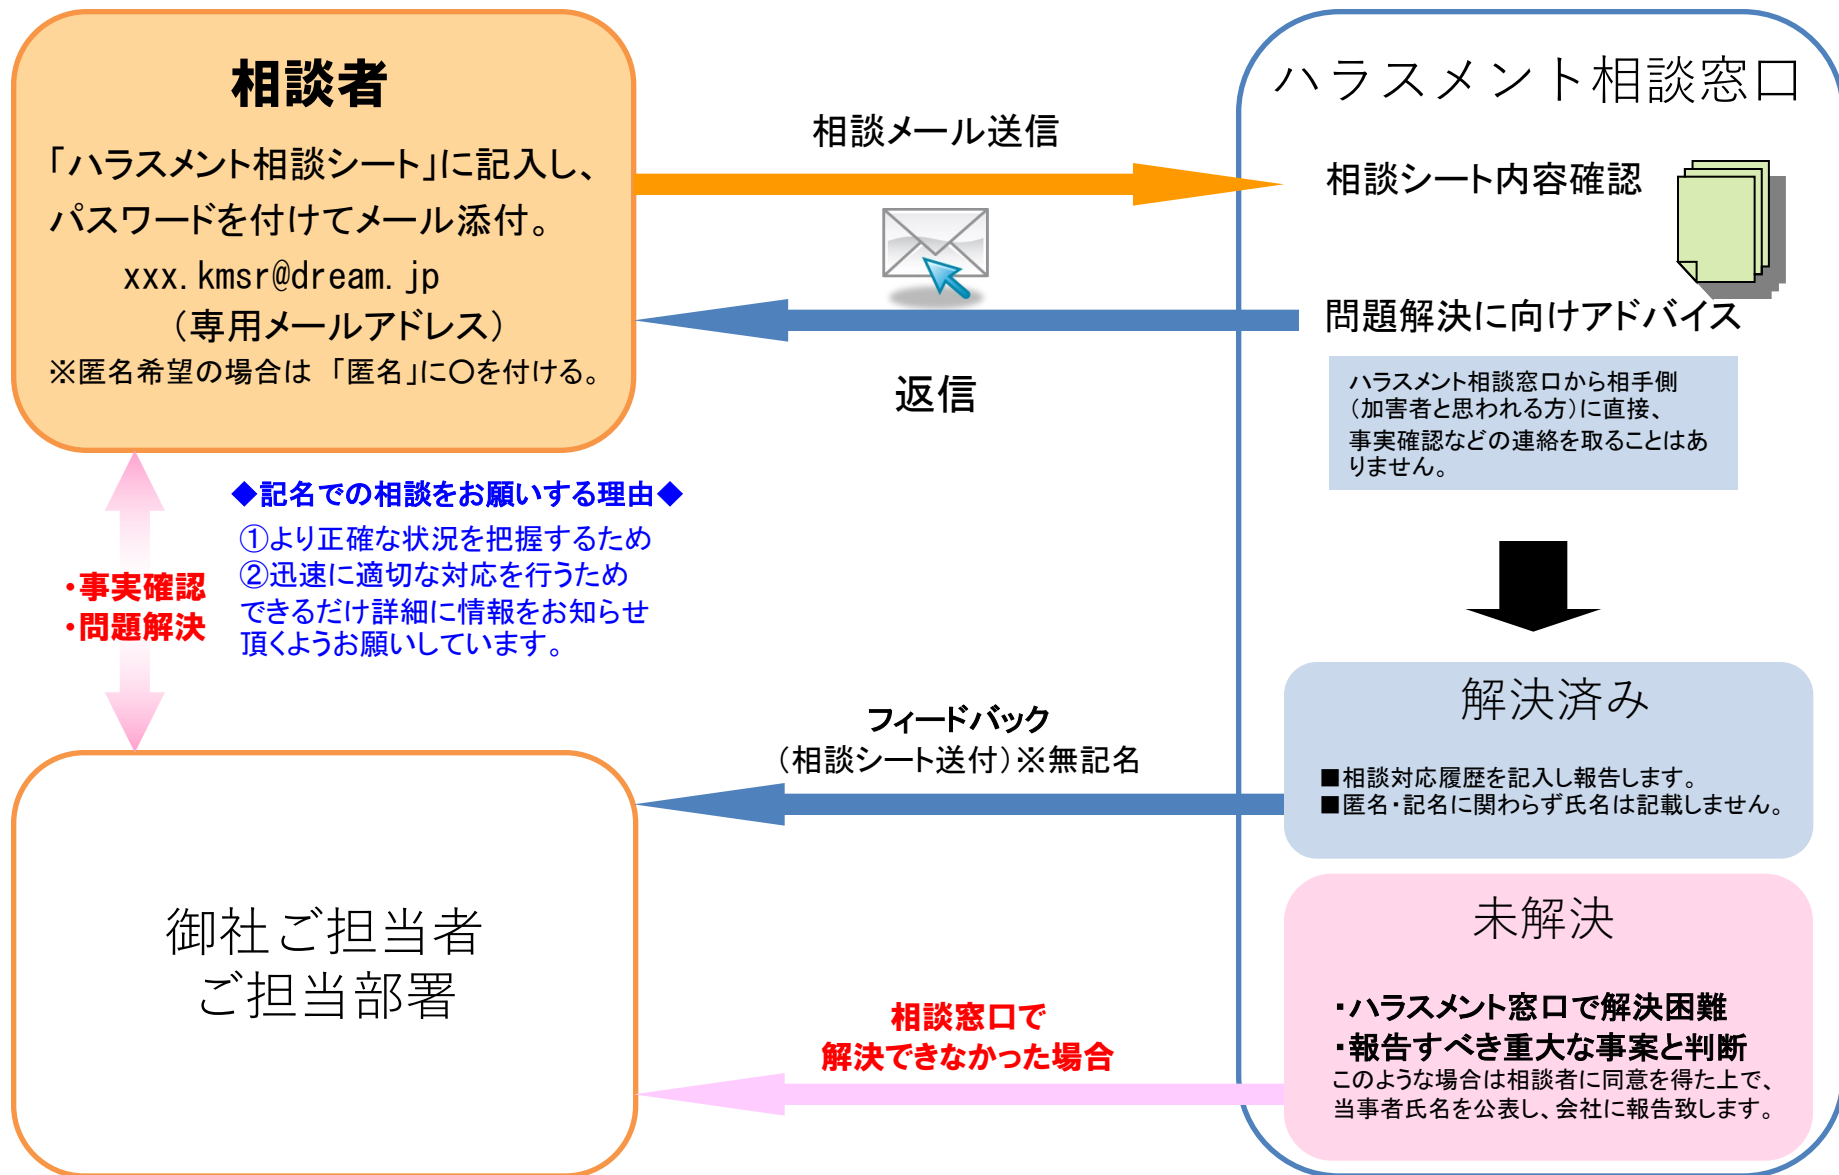 相談者
「ハラスメント相談シート」に記入し、
パスワードを付けてメール添付。
xxx.kmsr@dream.jp
（専用メールアドレス）
※匿名希望の場合は 「匿名」に〇を付ける。
相談メール送信
返信
ハラスメント相談窓口
相談シート内容確認
問題解決に向けアドバイス
ハラスメント相談窓口から相手側
（加害者と思われる方）に直接、
事実確認などの連絡を取ることはあ
りません。
◆記名での相談をお願いする理由◆
①より正確な状況を把握するため
②迅速に適切な対応を行うため
できるだけ詳細に情報をお知らせ
頂くようお願いしています。
・事実確認
・問題解決
フィードバック
（相談シート送付）※無記名
解決済み
■相談対応履歴を記入し報告します。
■匿名・記名に関わらず氏名は記載しません。
御社ご担当者
ご担当部署
相談窓口で
解決できなかった場合
未解決
・ハラスメント窓口で解決困難
・報告すべき重大な事案と判断
このような場合は相談者に同意を得た上で、
当事者氏名を公表し、会社に報告致します。